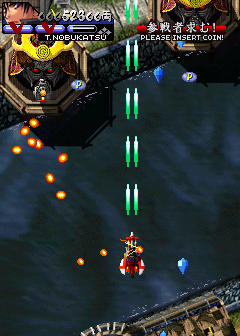 52300両
T.NOBUKATSU
参戦者求む!
PLEASE INSERT COIN!
P
P